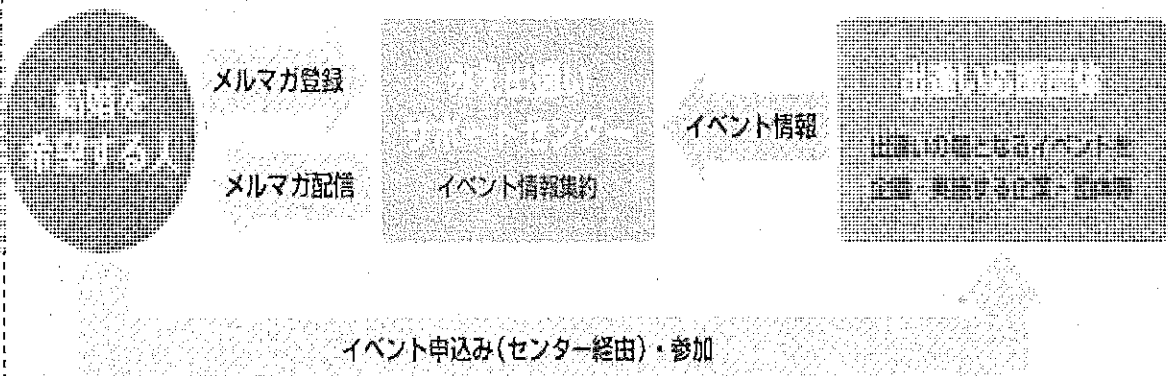 結婚を
希望する人
メルマガ登録
メルマガ配信
サポートセンター
イベント情報集約
イベント情報
出逢いの場となるイベントを
企画・実施する企業・団体等
イベント申込み(センター経由)・参加